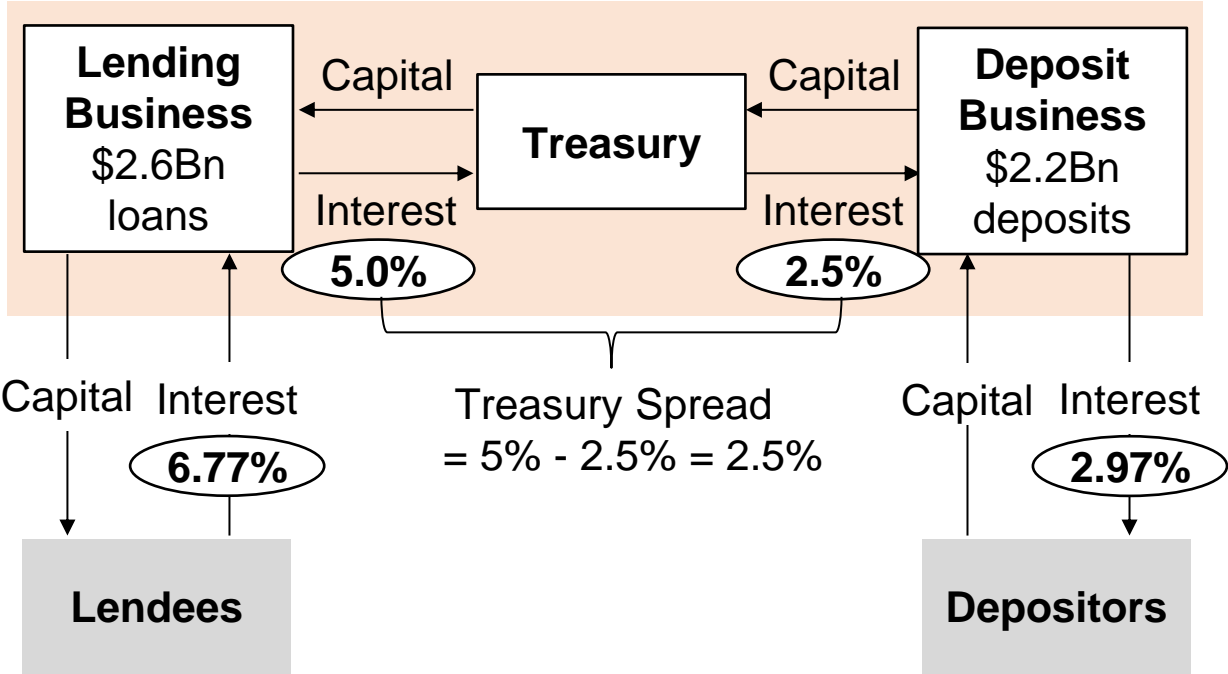 Lending
Business
$2.6Bn
loans
Capital
Interest
5.0%
Treasury
Capital
Interest
2.5%
Deposit
Business
$2.2Bn
deposits
Capital
Interest
6.77%
Treasury Spread
= 5% - 2.5% = 2.5%
Capital
Interest
2.97%
Lendees
Depositors